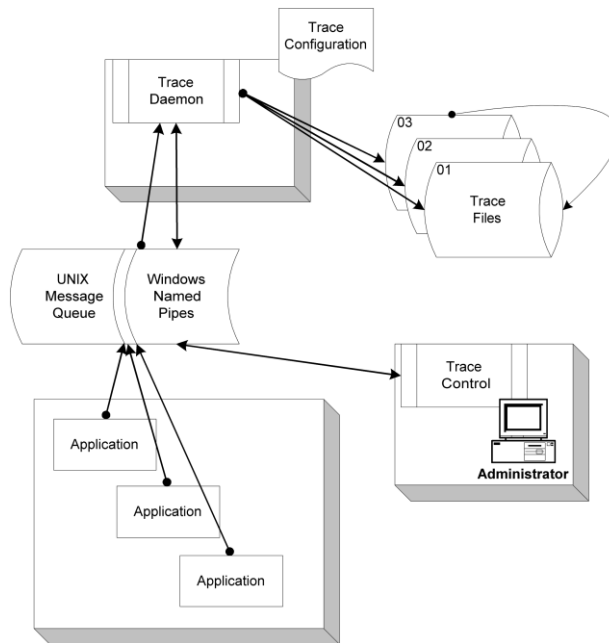 Trace
Configuration
Trace
Daemon
03
02
01
Trace
Files
UNIX
Message
Queue
Windows
Named
Pipes
Trace
Control
Administrator
Application
Application
Application